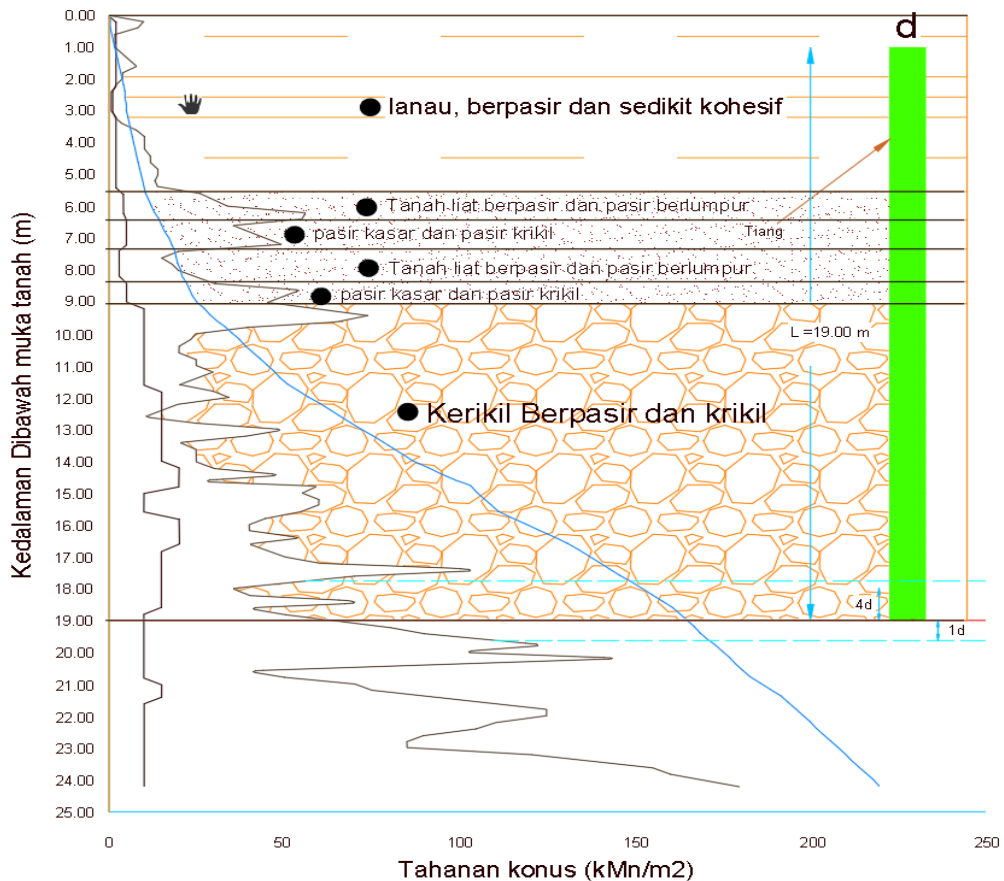 Kedalaman Dibawah muka tanah (m)
0.00
1.00
2.00
3.00
4.00
5.00
6.00
7.00
8.00
9.00
10.00
11.00
12.00
13.00
14.00
15.00
16.00
17.00
18.00
19.00
20.00
21.00
22.00
23.00
24.00
25.00
d
lanau, berpasir dan sedikit kohesif
Tanah liat berpasir dan pasir berlumpur
pasir kasar dan pasir krikil
Tiang
Tanah liat berpasir dan pasir berlumpur
pasir kasar dan pasir krikil
L =19.00 m
Kerikil Berpasir dan krikil
4d
1d
0
50
100
150
200
250
Tahanan konus (kMn/m2)